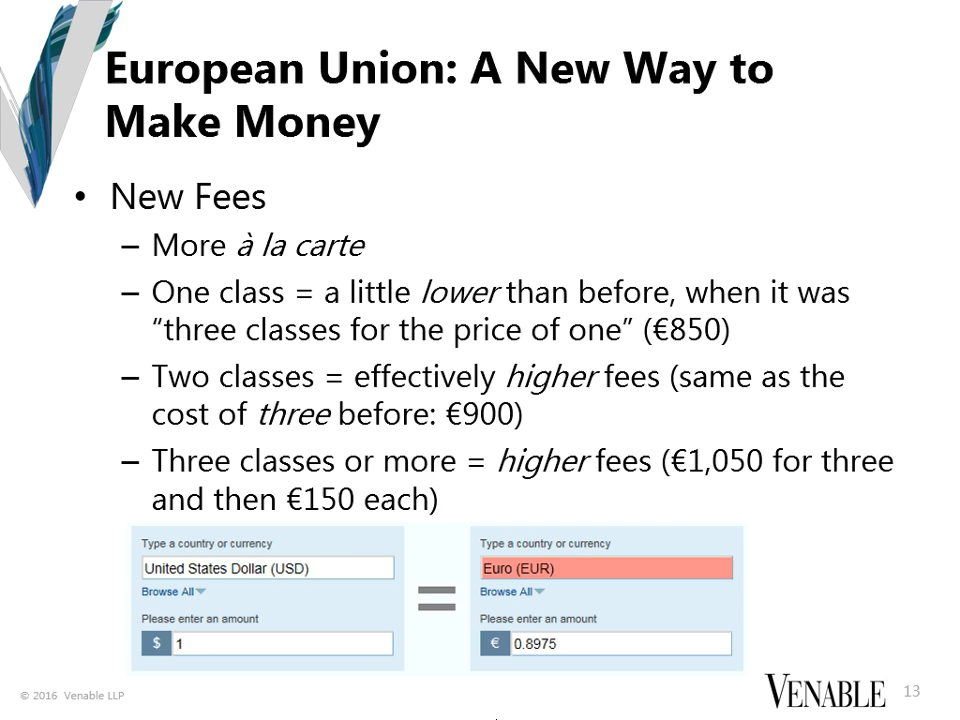 European Union: A New Way to
Make Money
• New Fees
– More à la carte
– One class = a little lower than before, when it was
“three classes for the price of one” (€850)
– Two classes = effectively higher fees (same as the
cost of three before: €900)
– Three classes or more = higher fees (€1,050 for three
and then €150 each)
Type a country or currency
United States Dollar (USD)
Browse All
Please enter an amount
$ 1
=
Type a country or currency
Euro (EUR)
Browse All
Please enter an amount
€ 0.8975
© 2016 Venable LLP
VENABLE
13